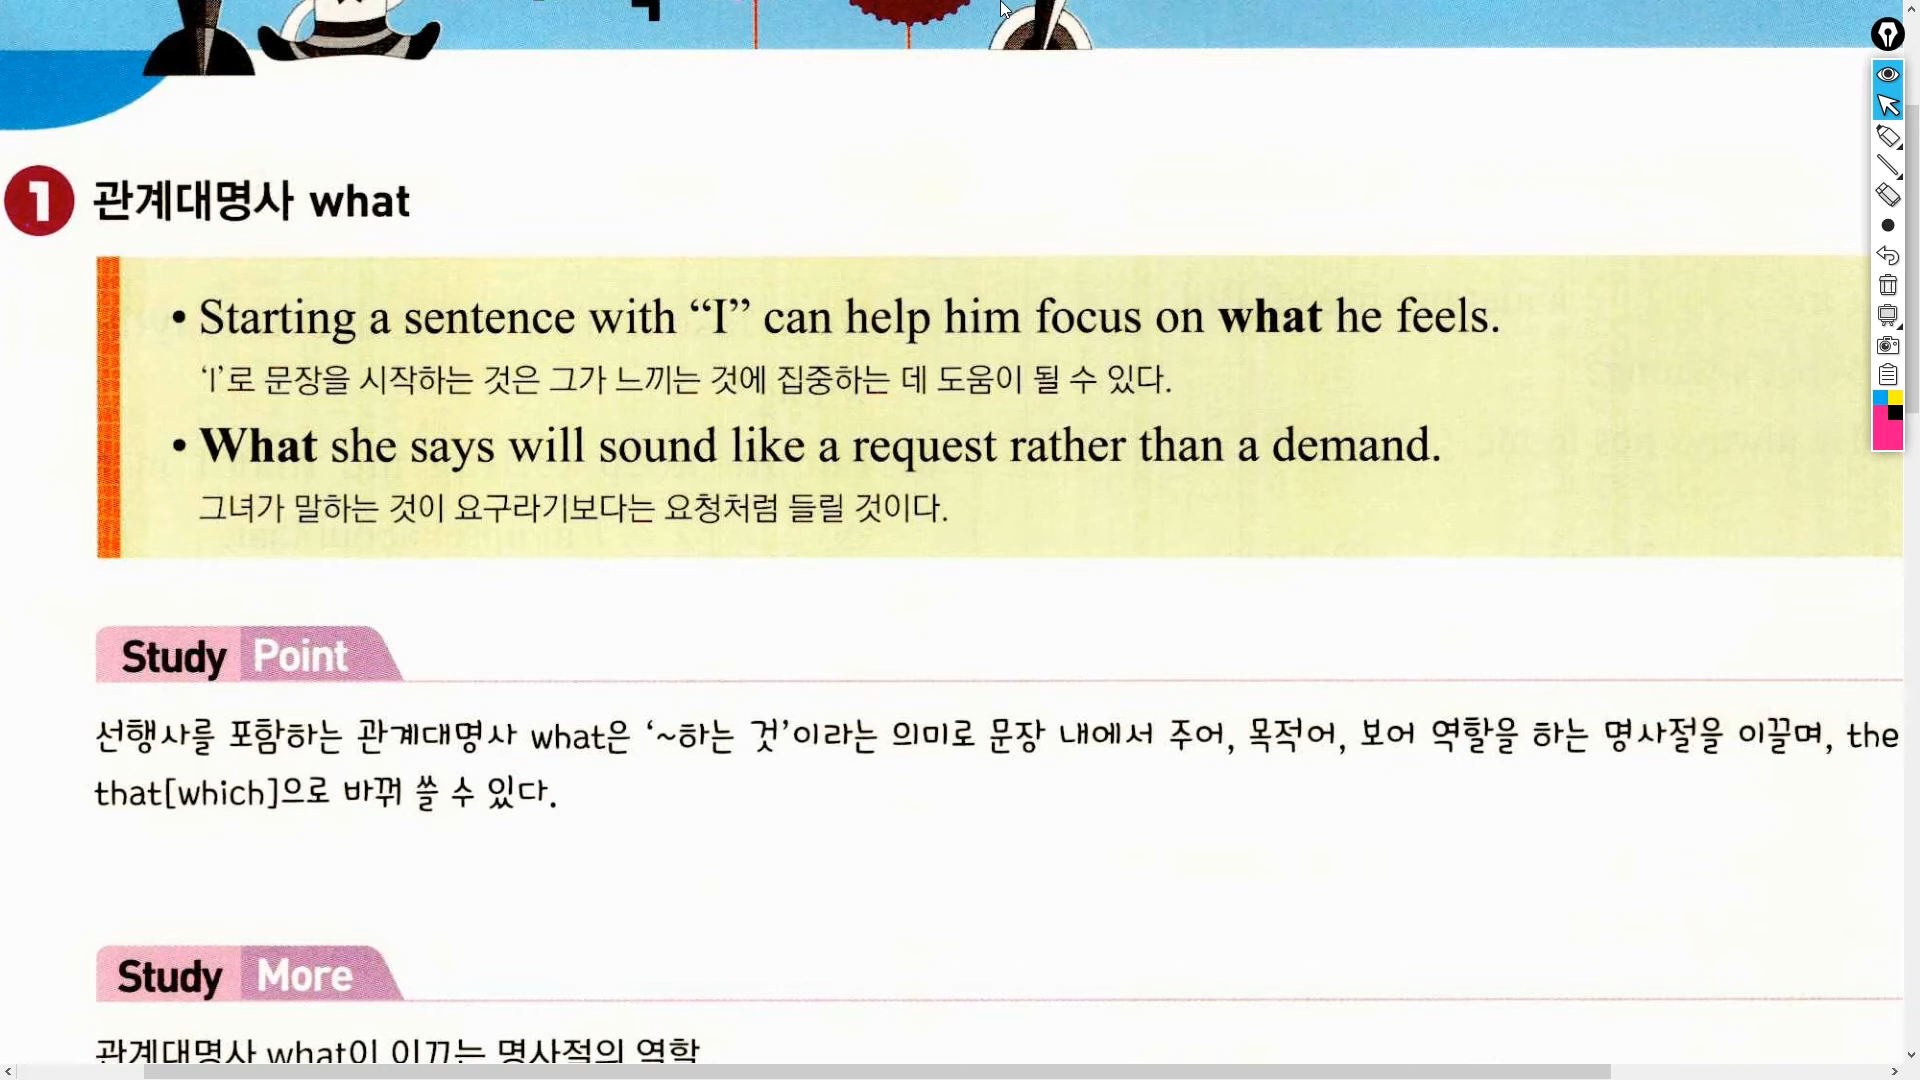 1 관계대명사 what
• Starting a sentence with “I” can help him focus on what he feels.
‘I’로 문장을 시작하는 것은 그가 느끼는 것에 집중하는 데 도움이 될 수 있다.
• What she says will sound like a request rather than a demand.
그녀가 말하는 것이 요구라기보다는 요청처럼 들릴 것이다.
Study Point
선행사를 포함하는 관계대명사 what은 ‘~하는 것’이라는 의미로 문장 내에서 주어, 목적어, 보어 역할을 하는 명사절을 이끌며, the
that[which]으로 바꿔 쓸 수 있다.
Study More
관계대명사 what이 이끄는 명사절의 역할